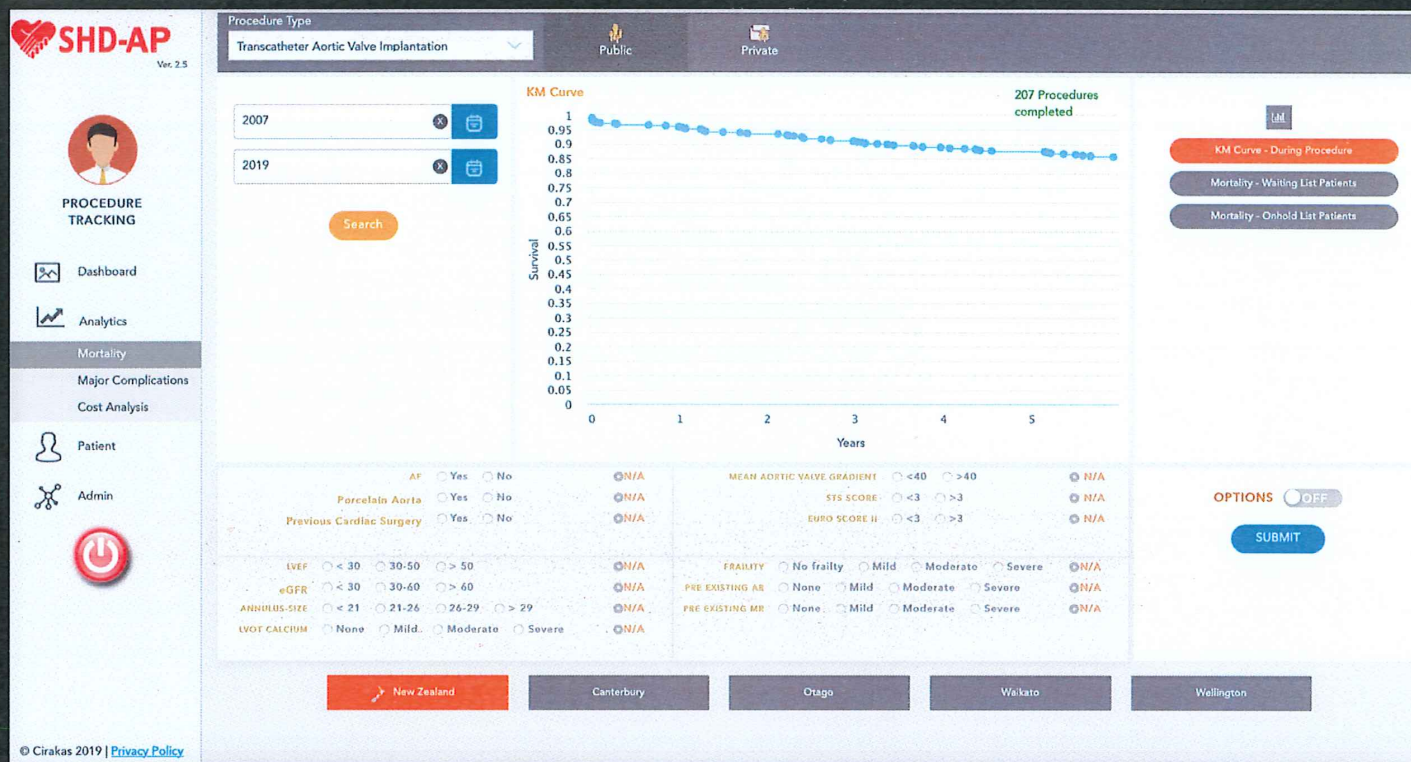 SHD-AP
Ver. 2.5
PROCEDURE
TRACKING
Dashboard
Analytics
Mortality
Major Complications
Cost Analysis
Patient
Admin
© Cirakas 2019 | Privacy Policy
Procedure Type
Transcatheter Aortic Valve Implantation
Public
Private
2007
2019
Search
KM Curve
207 Procedures
completed
Survival
1
0.95
0.9
0.85
0.8
0.75
0.7
0.65
0.6
0.55
0.5
0.45
0.4
0.35
0.3
0.25
0.2
0.15
0.1
0.05
0
0 1 2 3 4 5
Years
KM Curve - During Procedure
Mortality - Waiting List Patients
Mortality - Onhold List Patients
AF Yes No N/A
Porcelain Aorta Yes No N/A
Previous Cardiac Surgery Yes No N/A
MEAN AORTIC VALVE GRADIENT <40 >40 N/A
STS SCORE <3 >3 N/A
EURO SCORE II <3 >3 N/A
LVEF < 30 30-50 > 50 N/A
eGFR < 30 30-60 > 60 N/A
ANNULUS-SIZE < 21 21-26 26-29 > 29 N/A
LVOT CALCIUM None Mild Moderate Severe N/A
FRAILITY No frailty Mild Moderate Severe N/A
PRE EXISTING AR None Mild Moderate Severe N/A
PRE EXISTING MR None Mild Moderate Severe N/A
OPTIONS OFF
SUBMIT
New Zealand
Canterbury
Otago
Waikato
Wellington